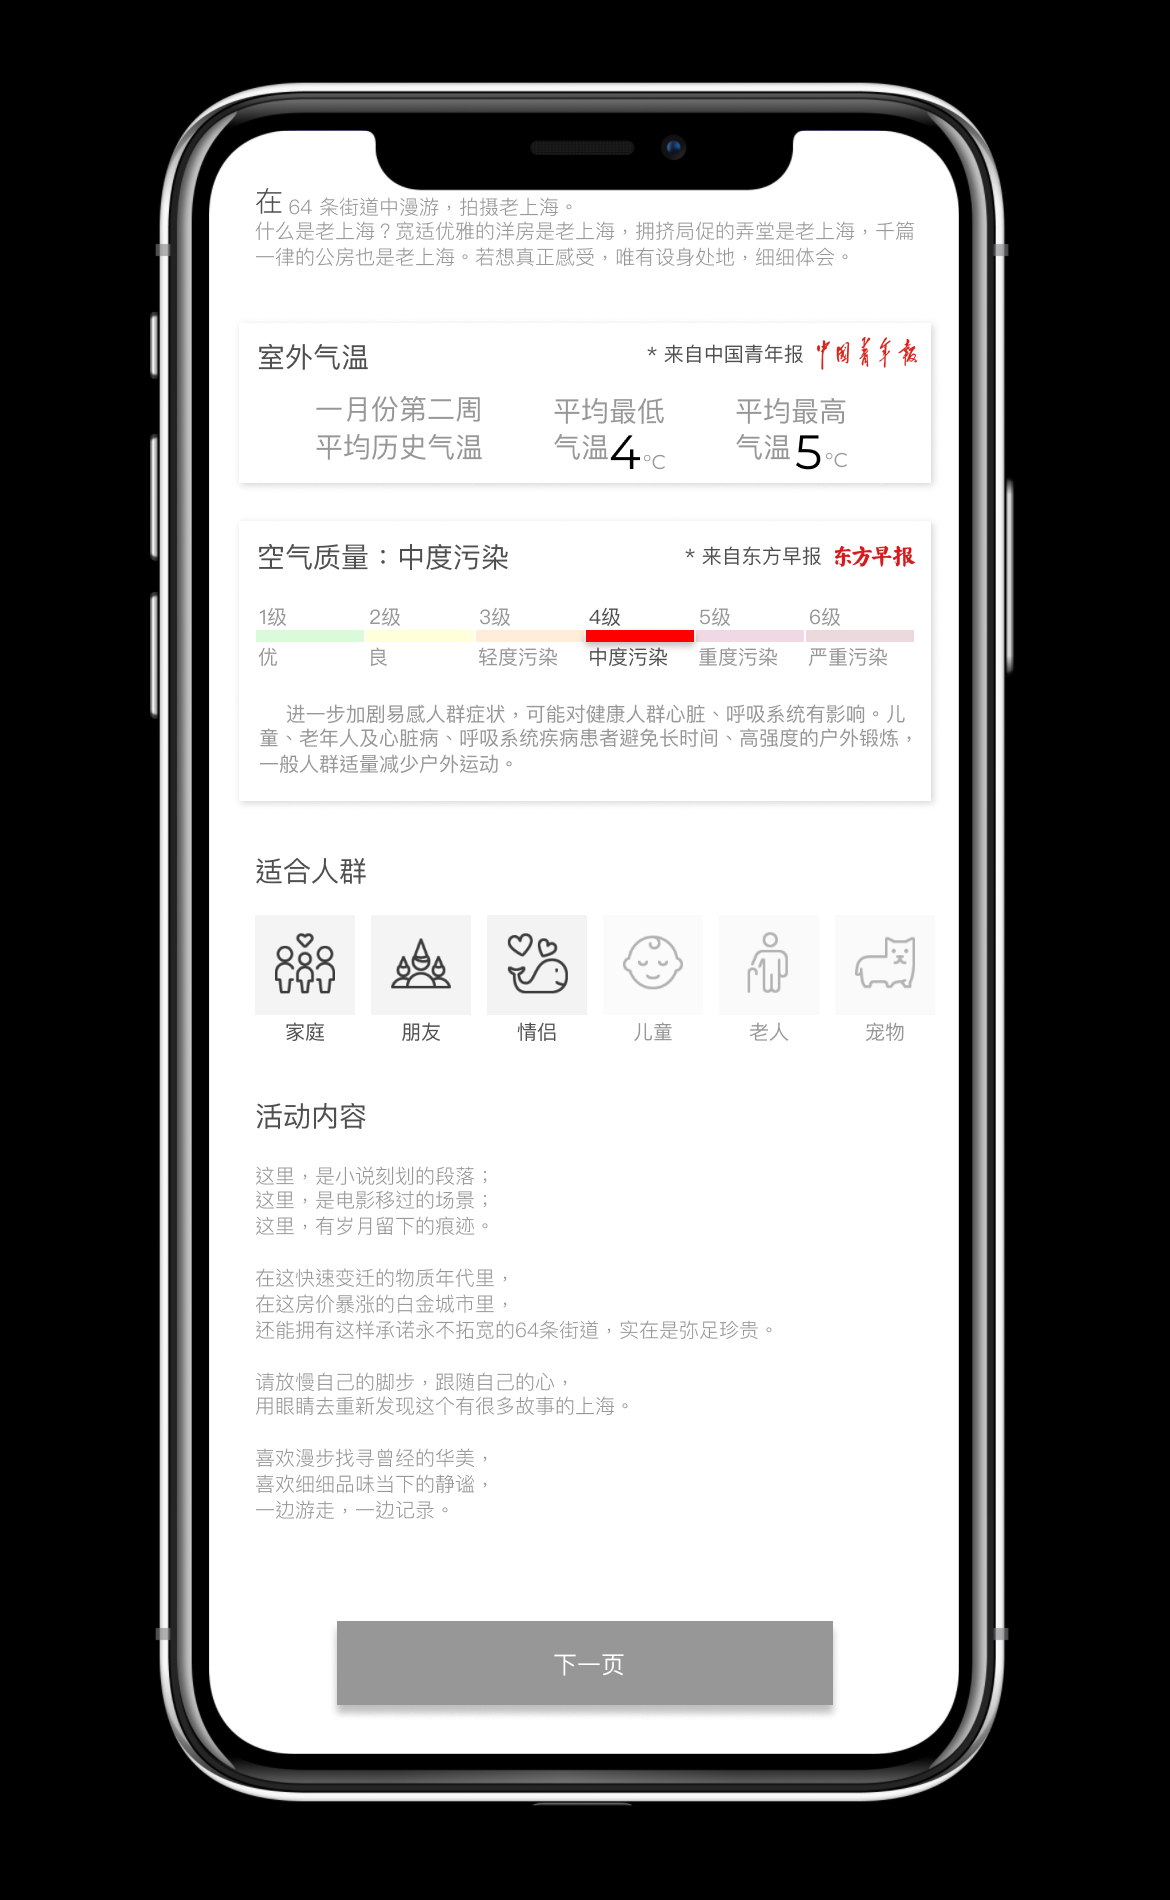 在 64 条街道中漫游，拍摄老上海。
什么是老上海？宽适优雅的洋房是老上海，拥挤局促的弄堂是老上海，千篇
一律的公房也是老上海。若想真正感受，唯有设身处地，细细体会。
室外气温
* 来自中国青年报 中国青年报
一月份第二周
平均历史气温
平均最低
气温4°C
平均最高
气温5°C
空气质量：中度污染
* 来自东方早报 东方早报
1级 2级 3级 4级 5级 6级
优 良 轻度污染 中度污染 重度污染 严重污染
进一步加剧易感人群症状，可能对健康人群心脏、呼吸系统有影响。儿
童、老年人及心脏病、呼吸系统疾病患者避免长时间、高强度的户外锻炼，
一般人群适量减少户外运动。
适合人群
家庭 朋友 情侣 儿童 老人 宠物
活动内容
这里，是小说刻划的段落；
这里，是电影移过的场景；
这里，有岁月留下的痕迹。
在这快速变迁的物质年代里，
在这房价暴涨的白金城市里，
还能拥有这样承诺永不拓宽的64条街道，实在是弥足珍贵。
请放慢自己的脚步，跟随自己的心，
用眼睛去重新发现这个有很多故事的上海。
喜欢漫步找寻曾经的华美，
喜欢细细品味当下的静谧，
一边游走，一边记录。
下一页